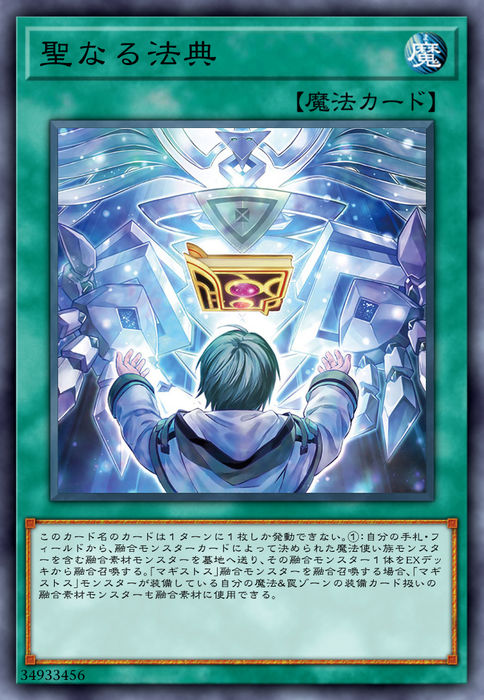 聖なる法典
魔
【魔法カード】
このカード名のカードは１ターンに１枚しか発動できない。①：自分の手札・フ
ィールドから、融合モンスターカードによって決められた魔法使い族モンスタ
ーを含む融合素材モンスターを墓地へ送り、その融合モンスター１体をEXデッ
キから融合召喚する。「マギストス」融合モンスターを融合召喚する場合、「マギ
ストス」モンスターが装備している自分の魔法&罠ゾーンの装備カード扱いの
融合素材モンスターも融合素材に使用できる。
34933456